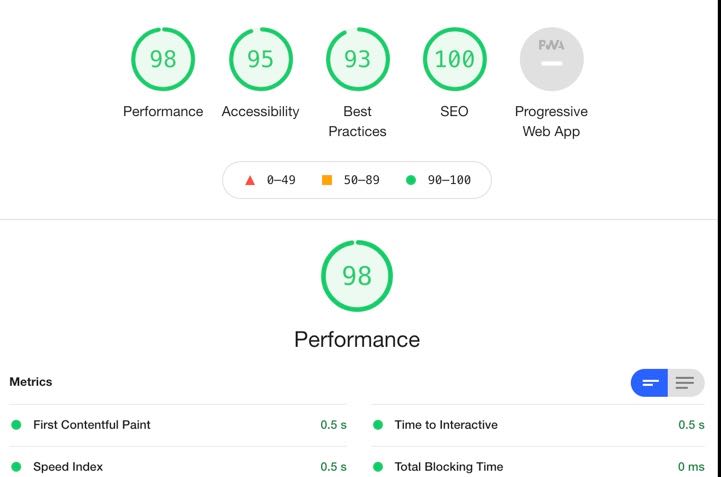 98 95 93 100 PWA
Performance Accessibility Best Practices SEO Progressive Web App
0–49 50–89 90–100
98
Performance
Metrics
First Contentful Paint 0.5 s
Time to Interactive 0.5 s
Speed Index 0.5 s
Total Blocking Time 0 ms